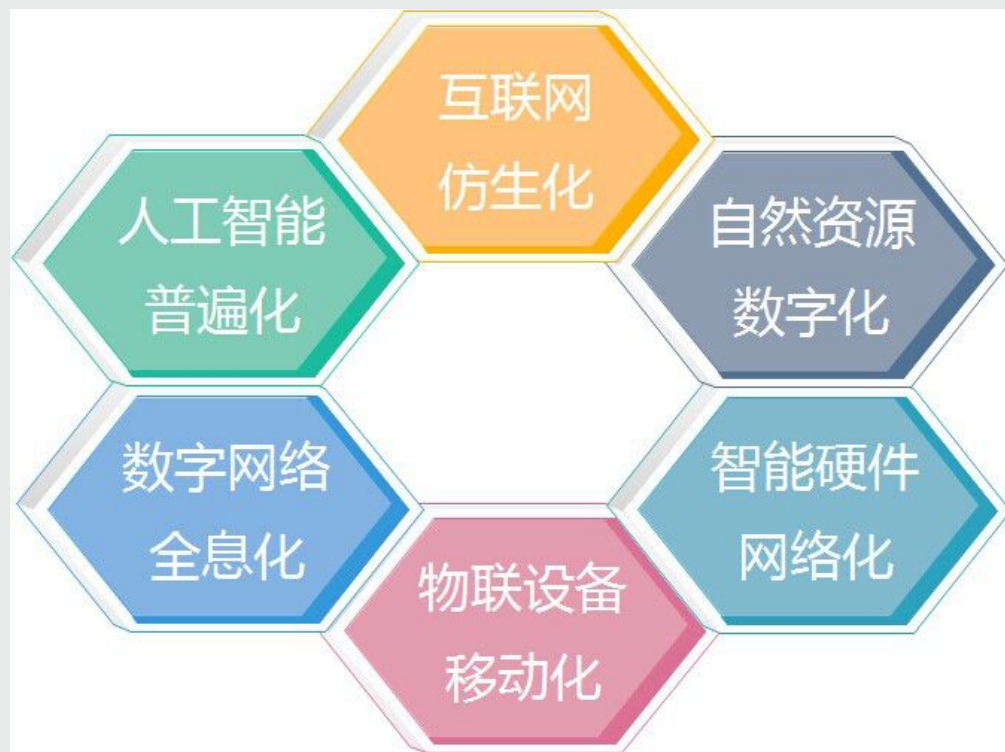 互联网
仿生化
自然资源
数字化
智能硬件
网络化
物联设备
移动化
数字网络
全息化
人工智能
普遍化